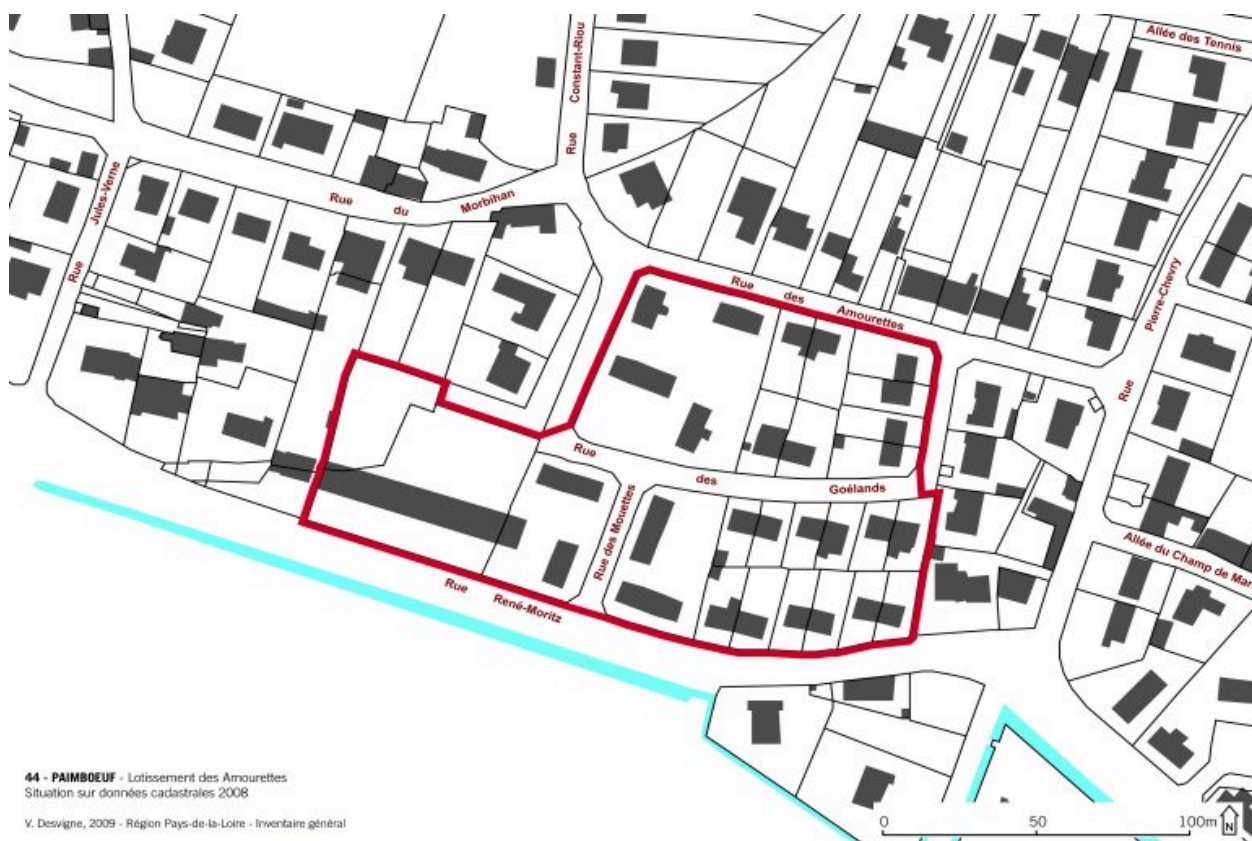 Allée des Tennis
Rue Constant-Riou
Rue Jules-Verne
Rue du Morbihan
Rue des Amourettes
Rue Pierre-Chevry
Rue des Goélands
Rue des Mouettes
Allée du Champ de Mar
Rue René-Moritz
44 - PAIMBOEUF - Lotissement des Amourettes
Situation sur données cadastrales 2008
V. Desvigne, 2009 - Région Pays-de-la-Loire - Inventaire général
0 50 100m
N